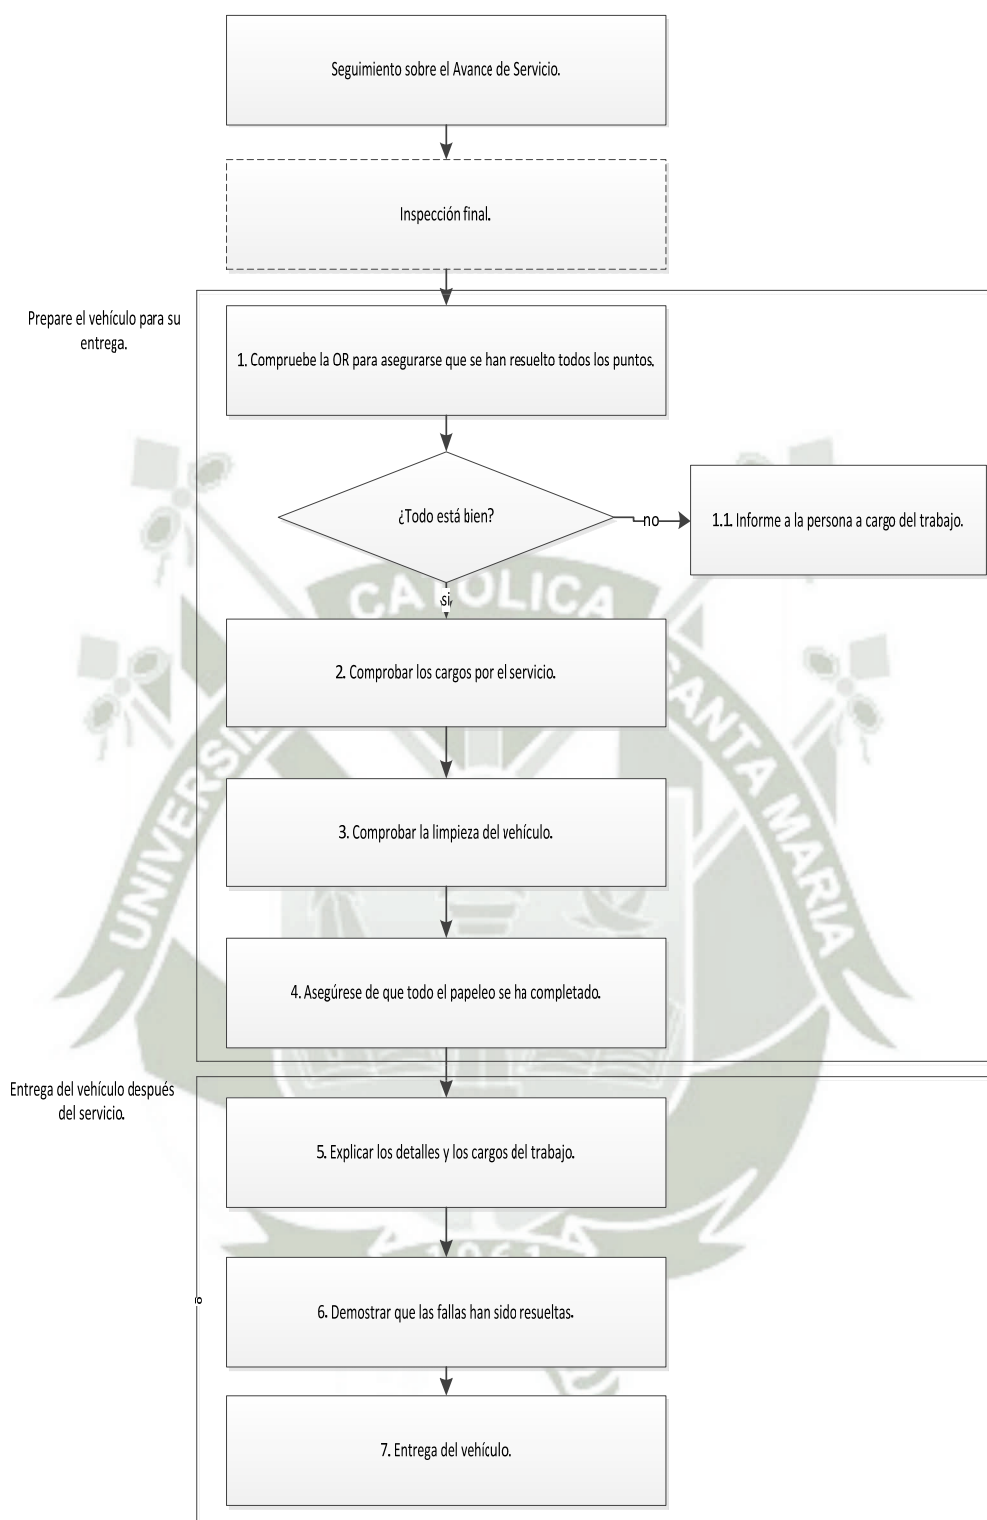 Seguimiento sobre el Avance de Servicio.
Inspección final.
Prepare el vehículo para su
entrega.
1. Compruebe la OR para asegurarse que se han resuelto todos los puntos.
¿Todo está bien?
no
1.1. Informe a la persona a cargo del trabajo.
si
2. Comprobar los cargos por el servicio.
3. Comprobar la limpieza del vehículo.
4. Asegúrese de que todo el papeleo se ha completado.
Entrega del vehículo después
del servicio.
5. Explicar los detalles y los cargos del trabajo.
6. Demostrar que las fallas han sido resueltas.
7. Entrega del vehículo.
CATOLICA
SANTA MARIA
1961